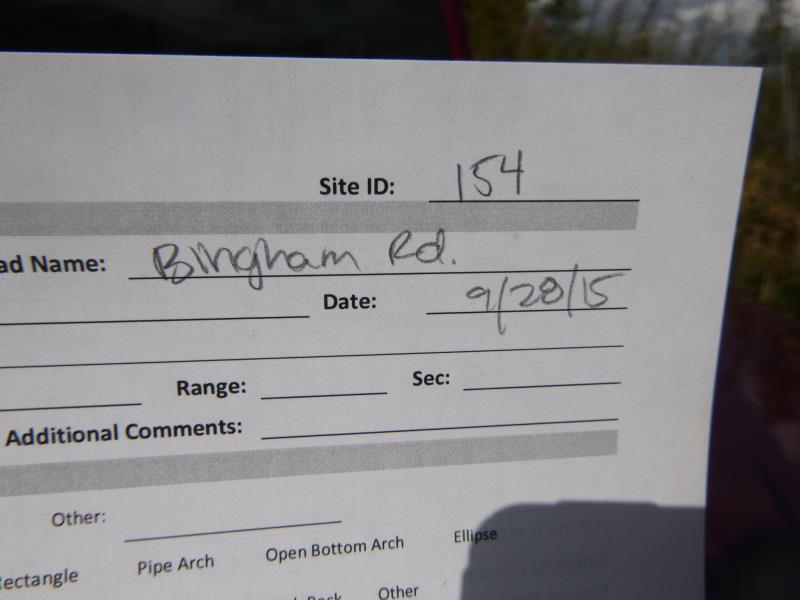 Site ID: 154
ad Name: Bingham Rd.
Date: 9/28/15
Range: Sec:
Additional Comments:
Other:
Rectangle Pipe Arch Open Bottom Arch Ellipse
Other